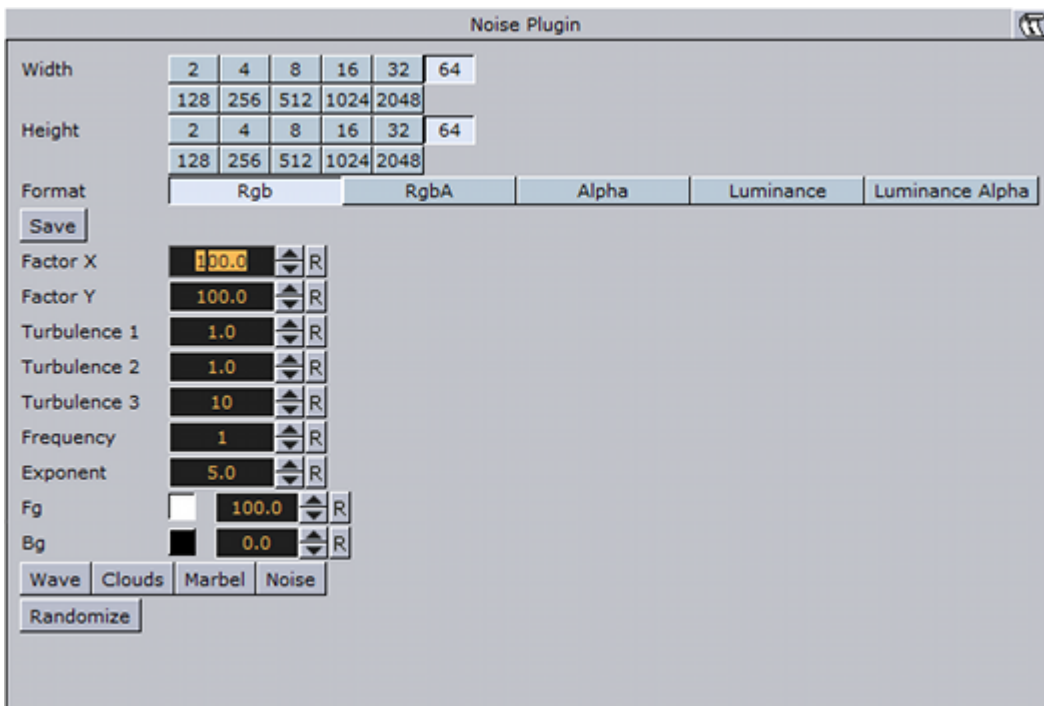 Noise Plugin
Width 2 4 8 16 32 64
128 256 512 1024 2048
Height 2 4 8 16 32 64
128 256 512 1024 2048
Format Rgb RgbA Alpha Luminance Luminance Alpha
Save
Factor X 100.0 R
Factor Y 100.0 R
Turbulence 1 1.0 R
Turbulence 2 1.0 R
Turbulence 3 10 R
Frequency 1 R
Exponent 5.0 R
Fg 100.0 R
Bg 0.0 R
Wave Clouds Marbel Noise
Randomize